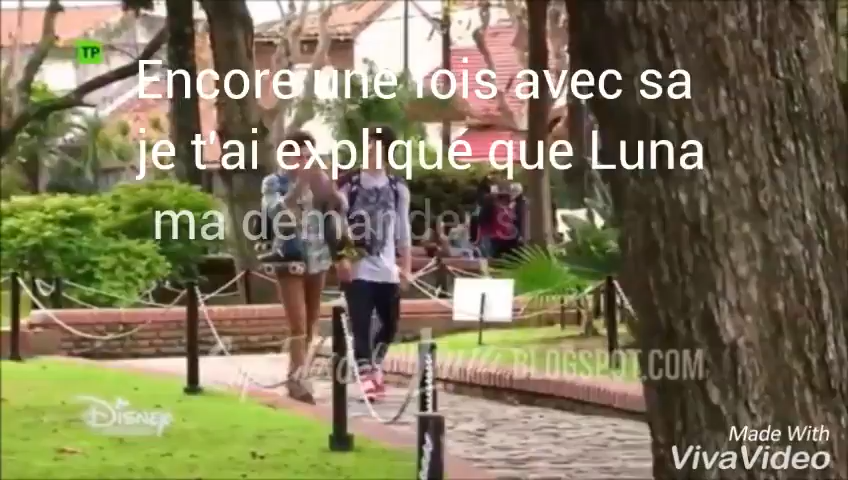 TP
Encore une fois avec sa
je t'ai expliqué que Luna
ma demander si
BLOGSPOT.COM
Disney
Made With
VivaVideo